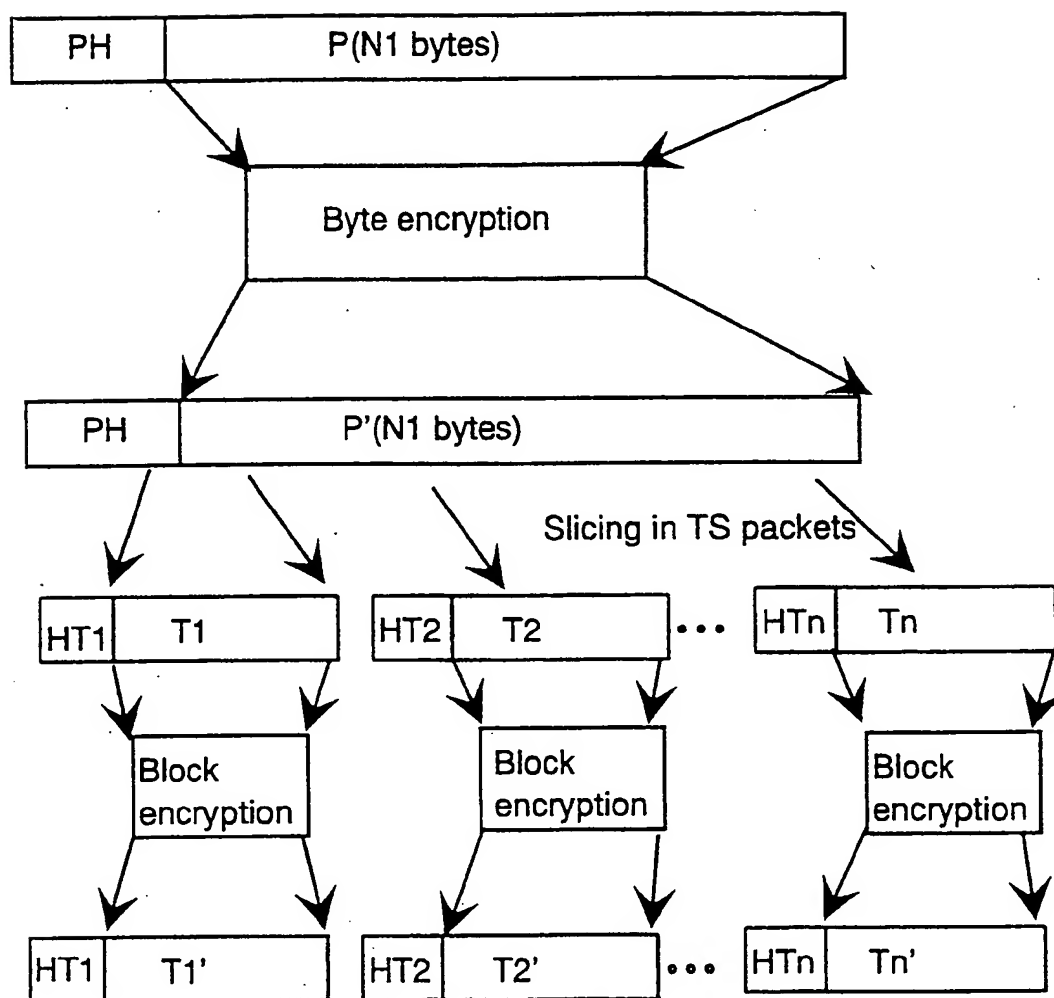 PH P(N1 bytes)
Byte encryption
PH P'(N1 bytes)
Slicing in TS packets
HT1 T1 HT2 T2 ••• HTn Tn
Block
encryption
Block
encryption
Block
encryption
HT1 T1' HT2 T2' ••• HTn Tn'